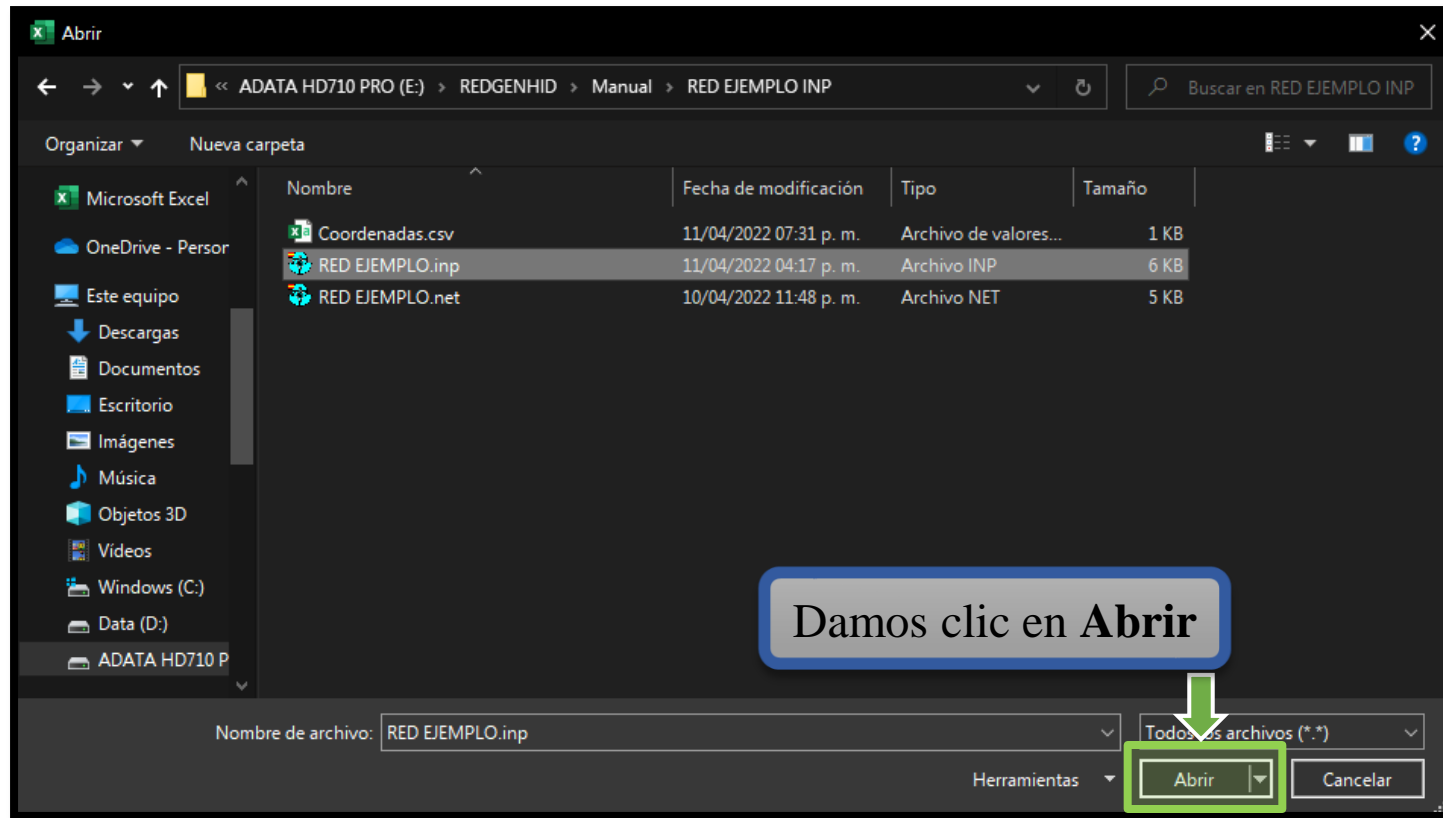 Abrir
« ADATA HD710 PRO (E:) > REDGENHID > Manual > RED EJEMPLO INP
Buscar en RED EJEMPLO INP
Organizar
Nueva carpeta
Nombre
Fecha de modificación
Tipo
Tamaño
Microsoft Excel
OneDrive - Person
Este equipo
Descargas
Documentos
Escritorio
Imágenes
Música
Objetos 3D
Vídeos
Windows (C:)
Data (D:)
ADATA HD710 P
Coordenadas.csv 11/04/2022 07:31 p. m. Archivo de valores... 1 KB
RED EJEMPLO.inp 11/04/2022 04:17 p. m. Archivo INP 6 KB
RED EJEMPLO.net 10/04/2022 11:48 p. m. Archivo NET 5 KB
Damos clic en Abrir
Nombre de archivo: RED EJEMPLO.inp
Todos los archivos (*.*)
Herramientas
Abrir
Cancelar